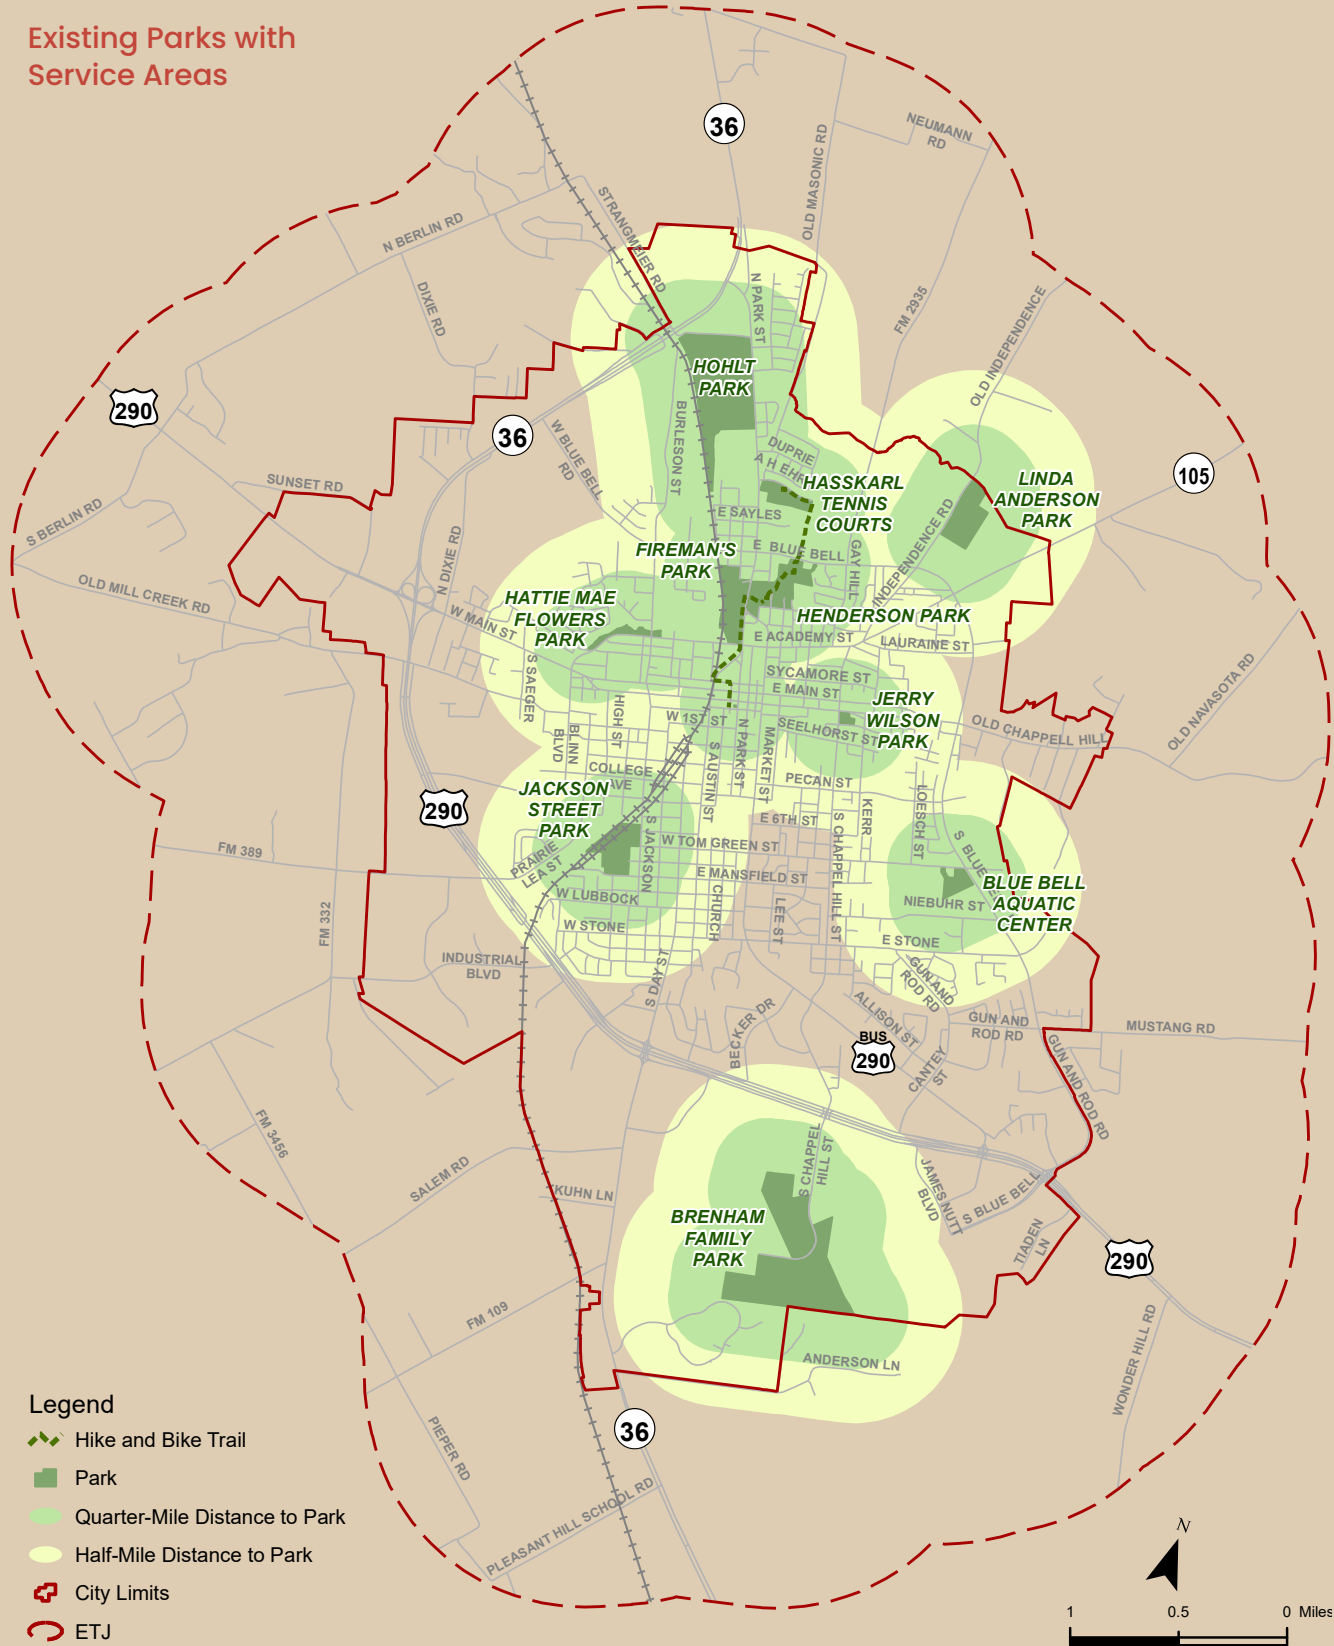 Existing Parks with
Service Areas
36
NEUMANN
RD
OLD MASONIC RD
STRANGMEIER RD
N BERLIN RD
DIXIE RD
N PARK ST
FM 2935
OLD INDEPENDENCE
HOHLT
PARK
290
36
BURLESON ST
W BLUE BELL
RD
DUPRIE
A H EHR
105
SUNSET RD
S BERLIN RD
HASSKARL
TENNIS
COURTS
LINDA
ANDERSON
PARK
E SAYLES
INDEPENDENCE RD
N DIXIE RD
FIREMAN'S
PARK
E BLUE BELL
GAY HILL
OLD MILL CREEK RD
HATTIE MAE
FLOWERS
PARK
W MAIN ST
HENDERSON PARK
E ACADEMY ST
LAURAINE ST
S SAEGER
SYCAMORE ST
E MAIN ST
OLD NAVASOTA RD
JERRY
WILSON
PARK
HIGH ST
W 1ST ST
N PARK ST
MARKET ST
SEELHORST ST
OLD CHAPPELL HILL
BLINN
BLVD
S AUSTIN ST
COLLEGE
AVE
PECAN ST
JACKSON
STREET
PARK
290
KERR
LOESCH ST
S JACKSON
E 6TH ST
S CHAPPEL HILL ST
S BLUE BE
FM 389
PRAIRIE
LEA ST
W TOM GREEN ST
E MANSFIELD ST
BLUE BELL
AQUATIC
CENTER
W LUBBOCK
CHURCH
LEE ST
NIEBUHR ST
FM 332
W STONE
E STONE
INDUSTRIAL
BLVD
S DAY ST
GUN AND
ROD RD
BECKER DR
ALLISON ST
GUN AND
ROD RD
MUSTANG RD
BUS
290
CANTEY
ST
GUN AND ROD RD
FM 3456
SALEM RD
S CHAPPEL
HILL ST
KUHN LN
JAMES NUTT
BLVD
S BLUE BELL
BRENHAM
FAMILY
PARK
TIADEN
LN
290
FM 109
WONDER HILL RD
ANDERSON LN
36
PIEPER RD
PLEASANT HILL SCHOOL RD
Legend
Hike and Bike Trail
Park
Quarter-Mile Distance to Park
Half-Mile Distance to Park
City Limits
ETJ
N
1 0.5 0 Miles